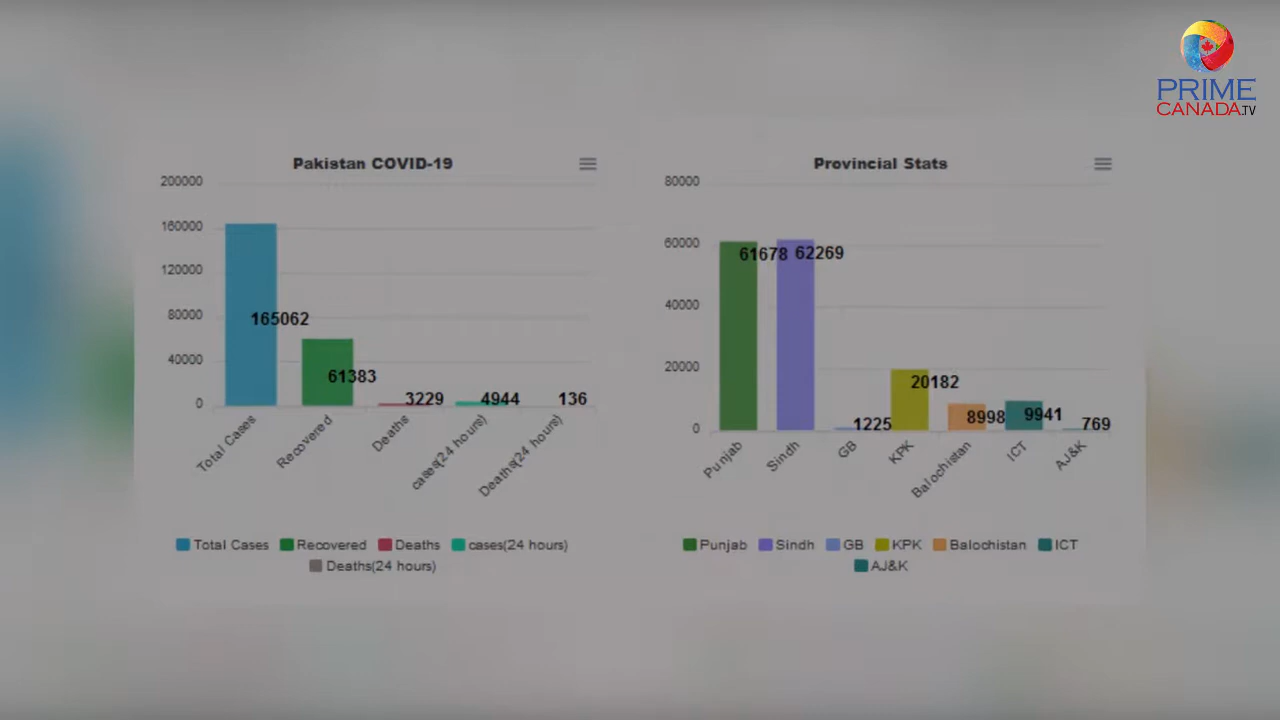 PRIME
CANADA.TV
Pakistan COVID-19
200000
160000
120000
80000
40000
0
165062
61383
3229
4944
136
Total Cases
Recovered
Deaths
cases(24 hours)
Deaths(24 hours)
Total Cases Recovered Deaths cases(24 hours)
Deaths(24 hours)
Provincial Stats
80000
60000
40000
20000
0
61678
62269
1225
20182
8998
9941
769
Punjab
Sindh
GB
KPK
Balochistan
ICT
AJ&K
Punjab Sindh GB KPK Balochistan ICT
AJ&K